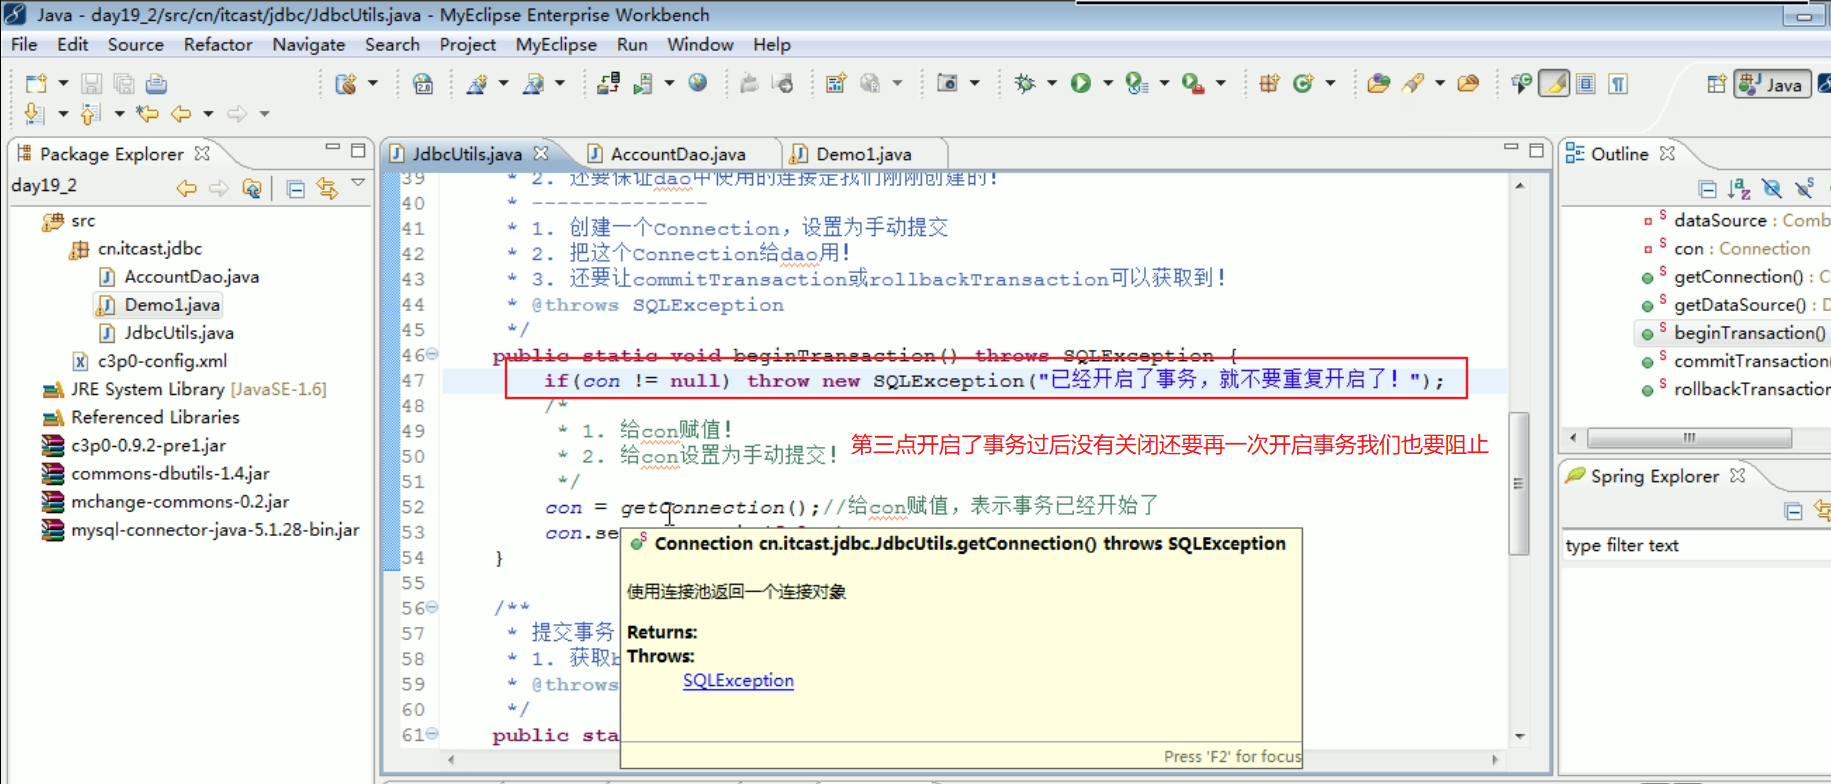 Java - day19_2/src/cn/itcast/jdbc/JdbcUtils.java - MyEclipse Enterprise Workbench
File Edit Source Refactor Navigate Search Project MyEclipse Run Window Help
Java
Package Explorer
day19_2
src
cn.itcast.jdbc
AccountDao.java
Demo1.java
JdbcUtils.java
c3p0-config.xml
JRE System Library [JavaSE-1.6]
Referenced Libraries
c3p0-0.9.2-pre1.jar
commons-dbutils-1.4.jar
mchange-commons-0.2.jar
mysql-connector-java-5.1.28-bin.jar
JdbcUtils.java AccountDao.java Demo1.java
39 * 2. 还要保证dao中使用的连接是我们刚刚创建的!
40 * --------------
41 * 1. 创建一个Connection，设置为手动提交
42 * 2. 把这个Connection给dao用!
43 * 3. 还要让commitTransaction或rollbackTransaction可以获取到!
44 * @throws SQLException
45 */
46 public static void beginTransaction() throws SQLException {
47 if(con != null) throw new SQLException("已经开启了事务，就不要重复开启了! ");
48 /*
49 * 1. 给con赋值!
50 * 2. 给con设置为手动提交!
第三点开启了事务过后没有关闭还要再一次开启事务我们也要阻止
51 */
52 con = getConnection();//给con赋值，表示事务已经开始了
53 con.se
54 }
55
56 /**
57 * 提交事务
58 * 1. 获取b
59 * @throws
60 */
61 public sta
Connection cn.itcast.jdbc.JdbcUtils.getConnection() throws SQLException
使用连接池返回一个连接对象
Returns:
Throws:
SQLException
Press 'F2' for focus
Outline
dataSource : Comb
con : Connection
getConnection() : C
getDataSource() : D
beginTransaction()
commitTransaction(
rollbackTransaction
Spring Explorer
type filter text